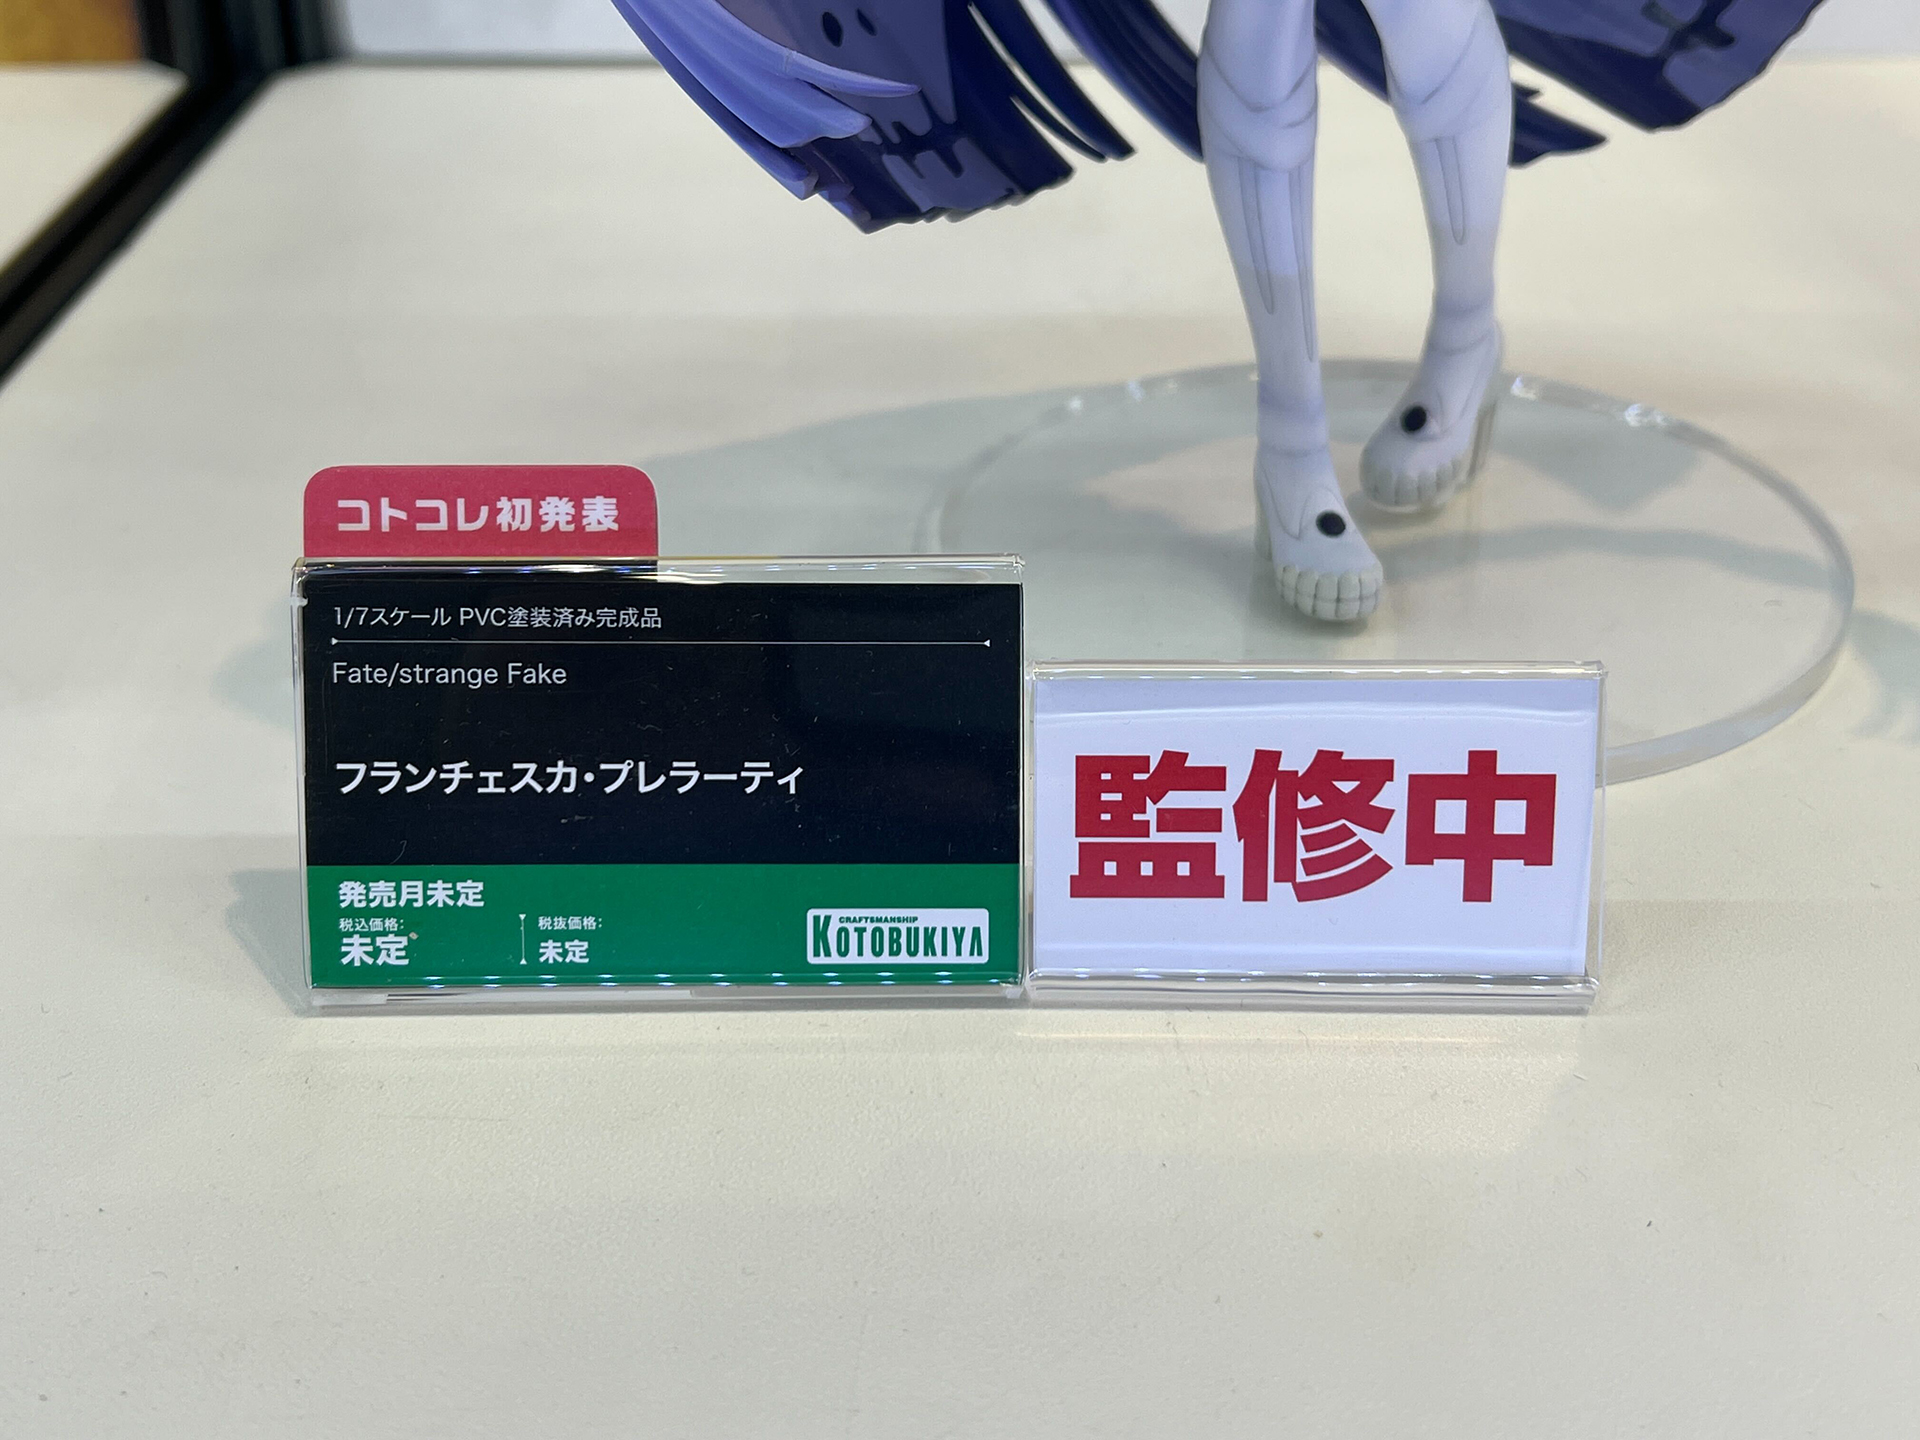 コトコレ初発表
1/7スケール PVC塗装済み完成品
Fate/strange Fake
フランチェスカ・プレラーティ
発売月未定
税込価格:
未定
税抜価格:
未定
CRAFTSMANSHIP
KOTOBUKIYA
監修中